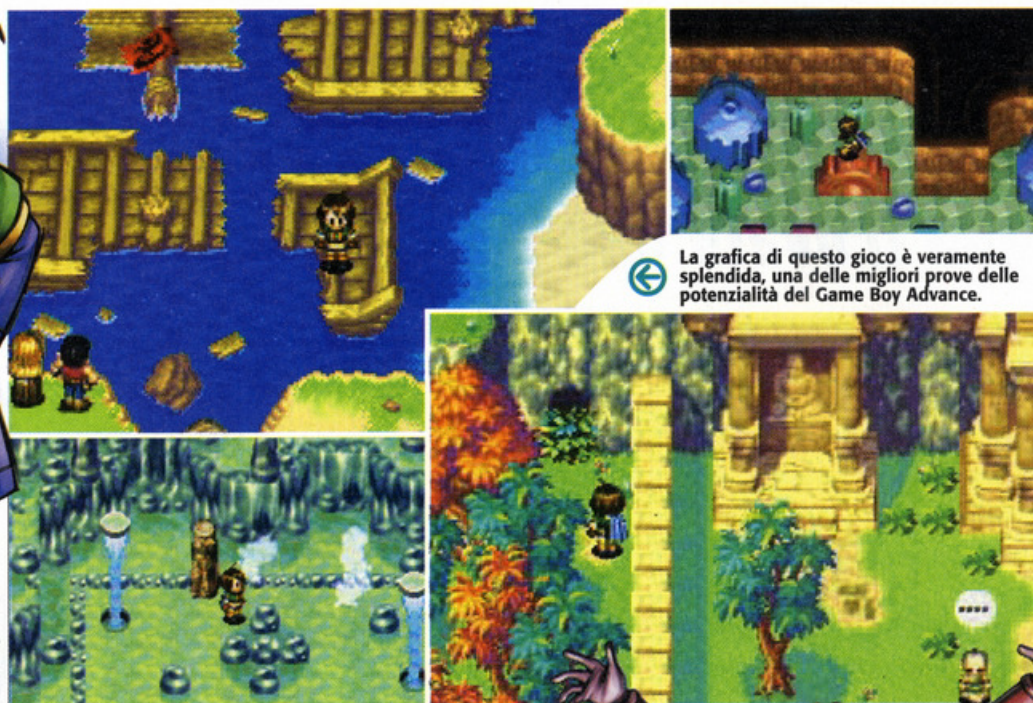 La grafica di questo gioco è veramente
splendida, una delle migliori prove delle
potenzialità del Game Boy Advance.